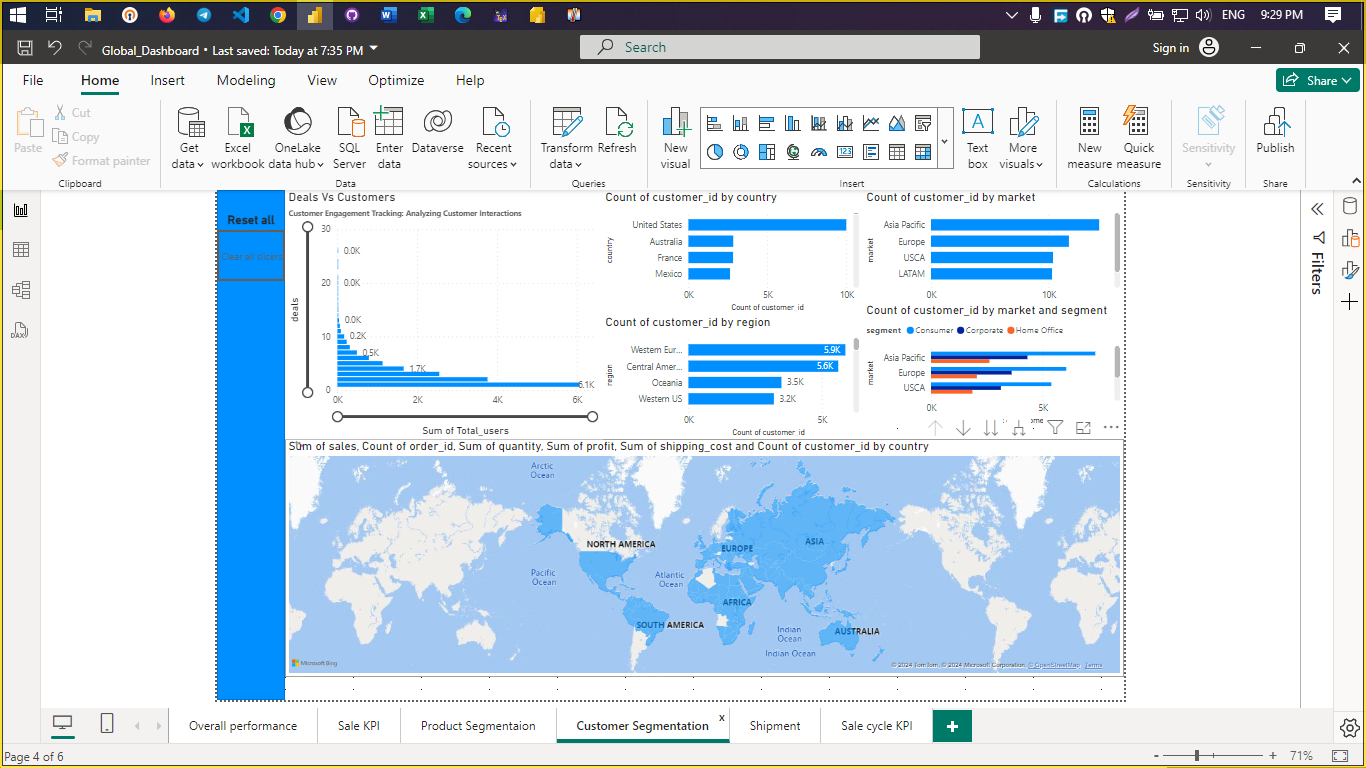 ENG 9:29 PM
Global_Dashboard • Last saved: Today at 7:35 PM
Search
Sign in
File Home Insert Modeling View Optimize Help
Share
Paste
Cut
Copy
Format painter
Get data
Excel workbook
OneLake data hub
SQL Server
Enter data
Dataverse
Recent sources
Transform data
Refresh
New visual
Text box
More visuals
New measure
Quick measure
Sensitivity
Publish
Clipboard Data Queries Insert Calculations Sensitivity Share
Reset all
Clear all slicers
Deals Vs Customers
Customer Engagement Tracking: Analyzing Customer Interactions
30
20
10
0
deals
0.0K
0.0K
0.0K
0.2K
0.5K
1.7K
6.1K
0K 2K 4K 6K
Sum of Total_users
Count of customer_id by country
country
United States
Australia
France
Mexico
0K 5K 10K
Count of customer_id
Count of customer_id by market
market
Asia Pacific
Europe
USCA
LATAM
0K 10K
Count of customer_id by region
region
Western Eur... 5.9K
Central Amer... 5.6K
Oceania 3.5K
Western US 3.2K
0K 5K
Count of customer_id
Count of customer_id by market and segment
segment Consumer Corporate Home Office
market
Asia Pacific
Europe
USCA
0K 5K
Sum of sales, Count of order_id, Sum of quantity, Sum of profit, Sum of shipping_cost and Count of customer_id by country
Arctic Ocean
NORTH AMERICA
EUROPE
ASIA
Pacific Ocean
Atlantic Ocean
AFRICA
SOUTH AMERICA
Indian Ocean
AUSTRALIA
Indian Ocean
Microsoft Bing
© 2024 TomTom, © 2024 Microsoft Corporation, © OpenStreetMap Terms
Filters
DAX
Overall performance
Sale KPI
Product Segmentaion
Customer Segmentation x
Shipment
Sale cycle KPI
+
Page 4 of 6
- + 71%